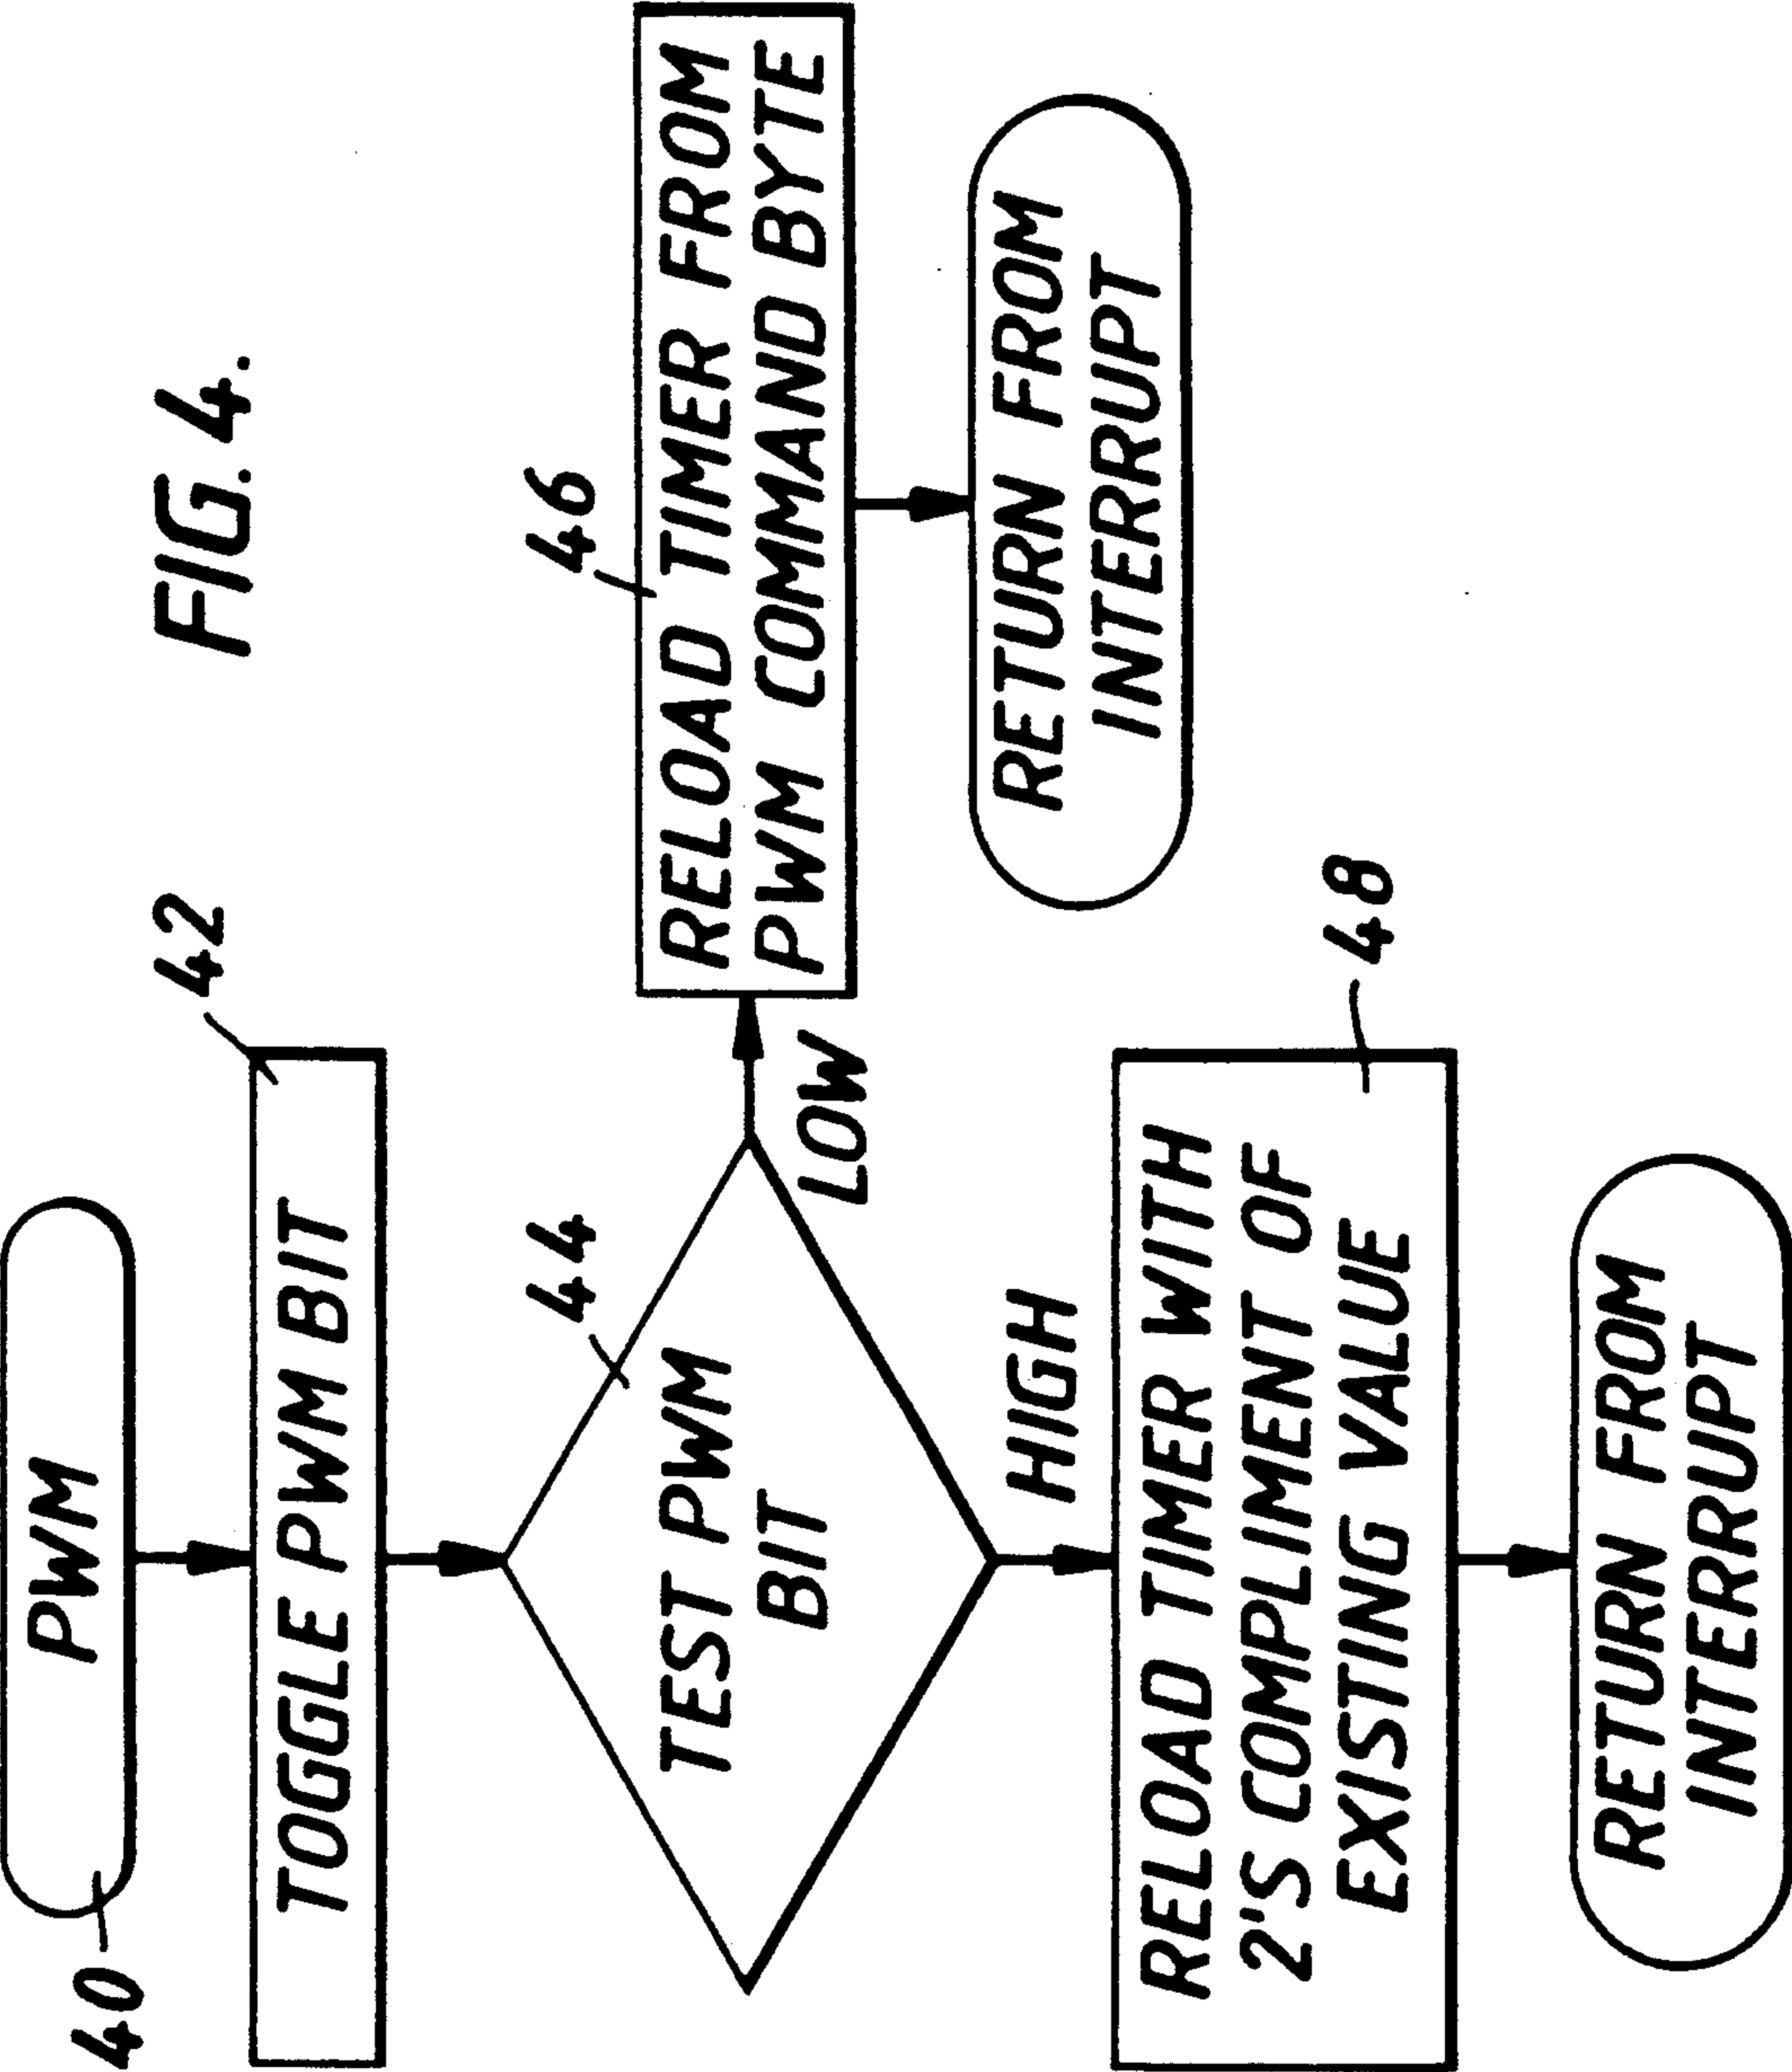 FIG. 4.
40
PWM
42
TOGGLE PWM BIT
44
TEST PWM
BIT
LOW
46
RELOAD TIMER FROM
PWM COMMAND BYTE
RETURN FROM
INTERRUPT
HIGH
48
RELOAD TIMER WITH
2'S COMPLIMENT OF
EXISTING VALUE
RETURN FROM
INTERRUPT